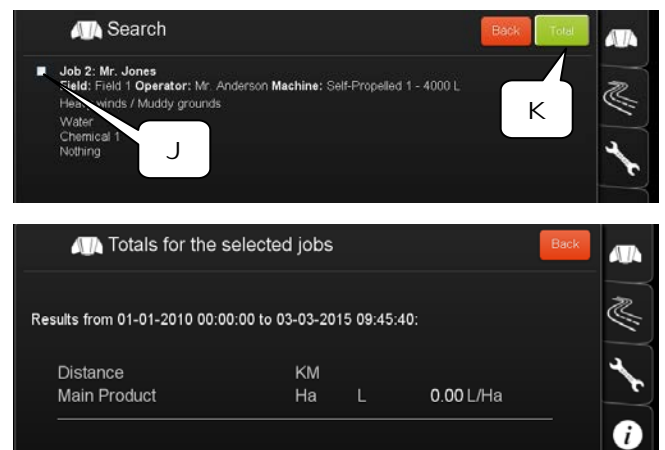 Search
Back Total
Job 2: Mr. Jones
Field: Field 1 Operator: Mr. Anderson Machine: Self-Propelled 1 - 4000 L
Heavy winds / Muddy grounds
Water
Chemical 1
Nothing
J
K
Totals for the selected jobs
Back
Results from 01-01-2010 00:00:00 to 03-03-2015 09:45:40:
Distance KM
Main Product Ha L 0.00 L/Ha
i